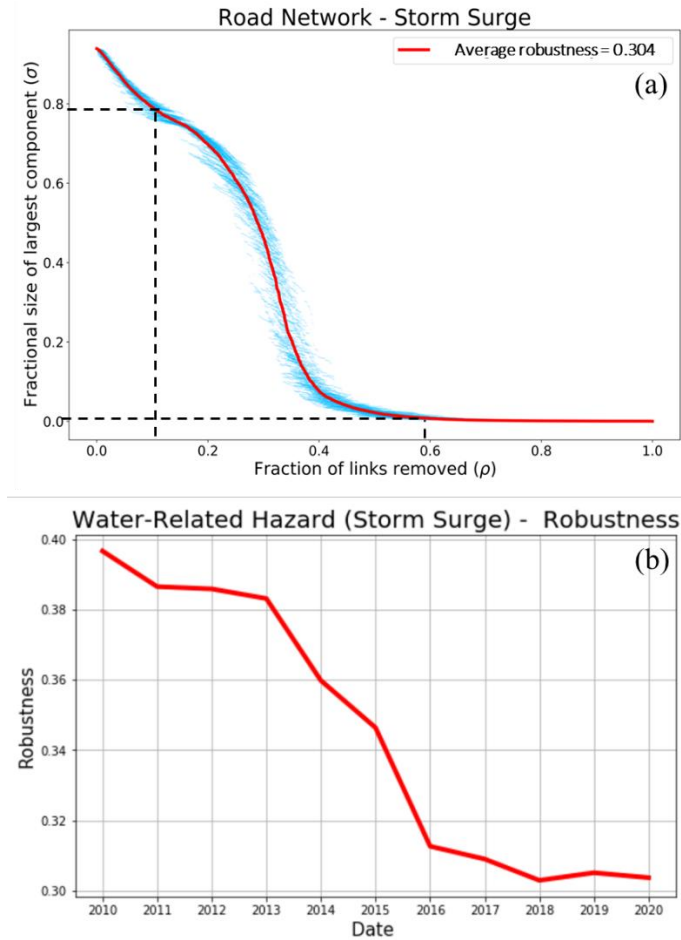 Road Network - Storm Surge
Average robustness = 0.304
(a)
Fractional size of largest component (σ)
0.8
0.6
0.4
0.2
0.0
0.0 0.2 0.4 0.6 0.8 1.0
Fraction of links removed (ρ)
Water-Related Hazard (Storm Surge) - Robustness
(b)
Robustness
0.40
0.38
0.36
0.34
0.32
0.30
2010 2011 2012 2013 2014 2015 2016 2017 2018 2019 2020
Date